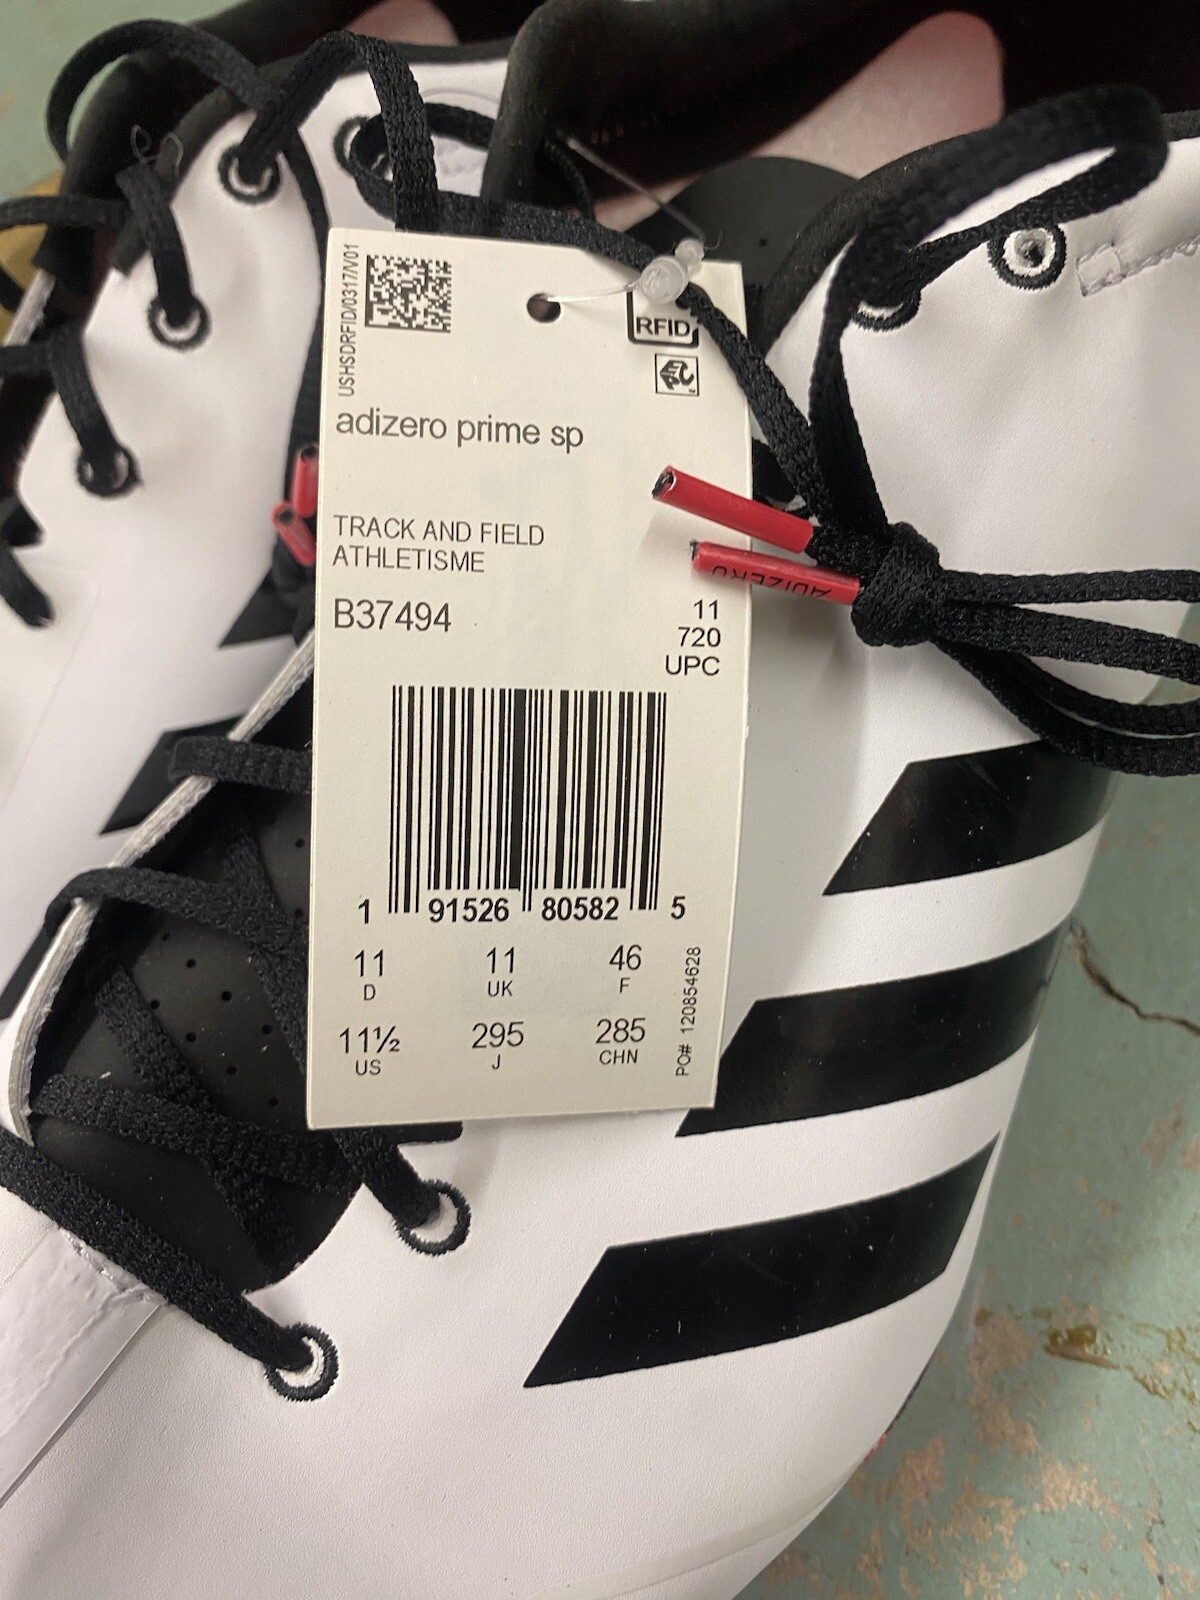 USHSDRFID/0317/V01
RFID
EPC
adizero prime sp
TRACK AND FIELD
ATHLETISME
B37494
11
720
UPC
ADIZERO
1 91526 80582 5
11 11 46
D UK F
11½ 295 285
US J CHN
PO# 120854628